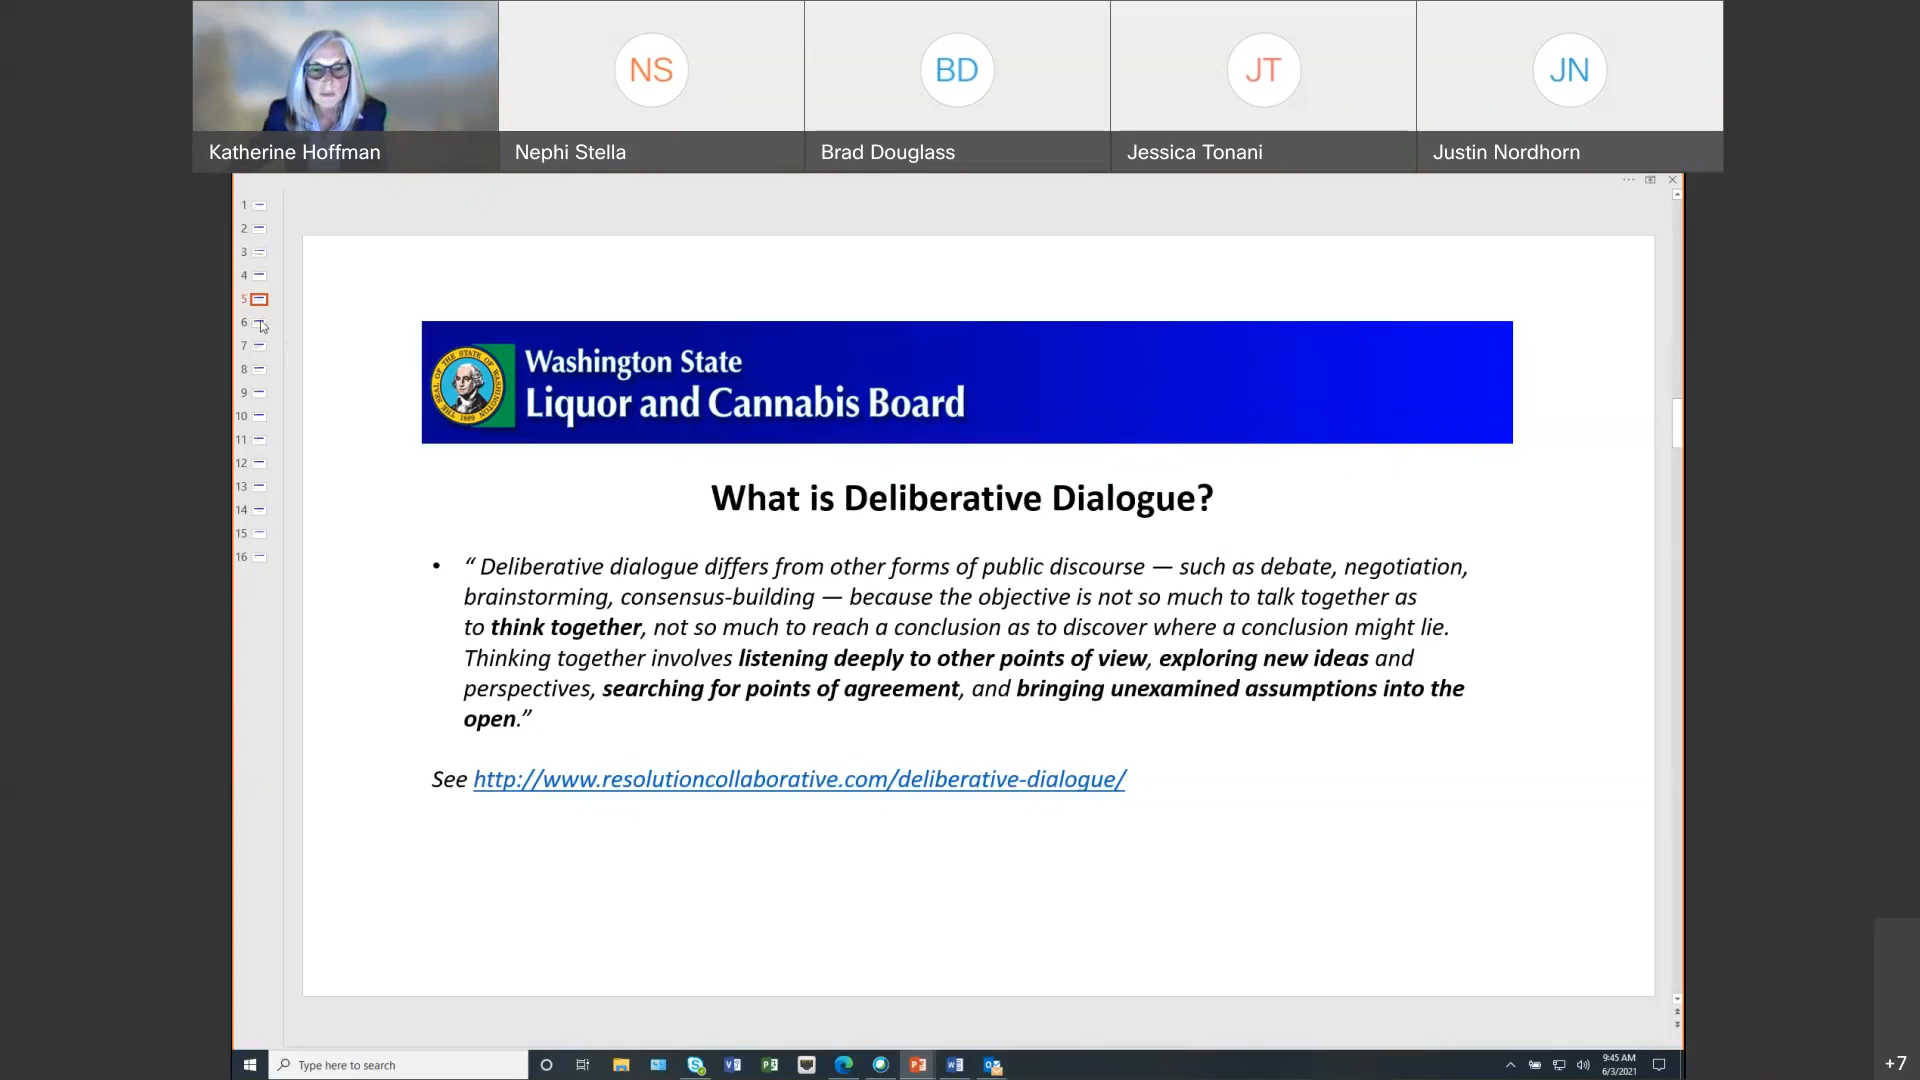 NS
BD
JT
JN
Katherine Hoffman
Nephi Stella
Brad Douglass
Jessica Tonani
Justin Nordhorn
1
2
3
4
5
6
7
8
9
10
11
12
13
14
15
16
Washington State
Liquor and Cannabis Board
What is Deliberative Dialogue?
• “ Deliberative dialogue differs from other forms of public discourse — such as debate, negotiation,
brainstorming, consensus-building — because the objective is not so much to talk together as
to think together, not so much to reach a conclusion as to discover where a conclusion might lie.
Thinking together involves listening deeply to other points of view, exploring new ideas and
perspectives, searching for points of agreement, and bringing unexamined assumptions into the
open.”
See http://www.resolutioncollaborative.com/deliberative-dialogue/
Type here to search
9:45 AM
6/3/2021
+7